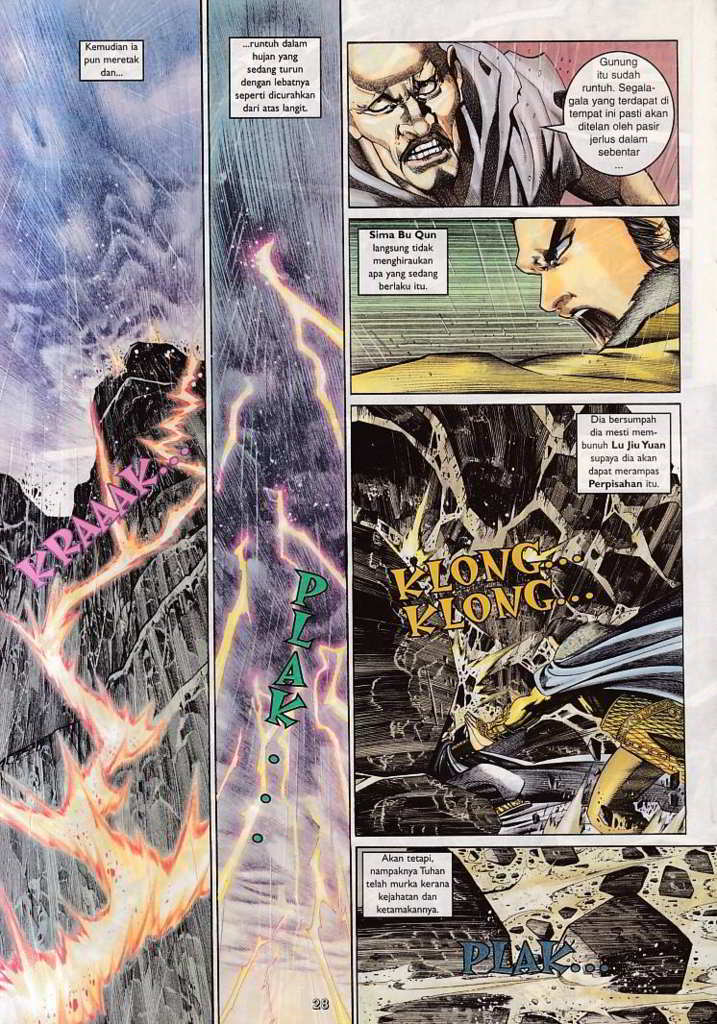 Kemudian ia
pun meretak
dan...
KRAAAK...
...runtuh dalam
hujan yang
sedang turun
dengan lebatnya
seperti dicurahkan
dari atas langit.
PLAK...
Gunung
itu sudah
runtuh. Segala-
gala yang terdapat di
tempat ini pasti akan
ditelan oleh pasir
jerlus dalam
sebentar
...
Sima Bu Qun
langsung tidak
menghiraukan
apa yang sedang
berlaku itu.
Dia bersumpah
dia mesti mem-
bunuh Lu Jiu Yuan
supaya dia akan
dapat merampas
Perpisahan itu.
KLONG...
KLONG...
Akan tetapi,
nampaknya Tuhan
telah murka kerana
kejahatan dan
ketamakannya.
PLAK...
28